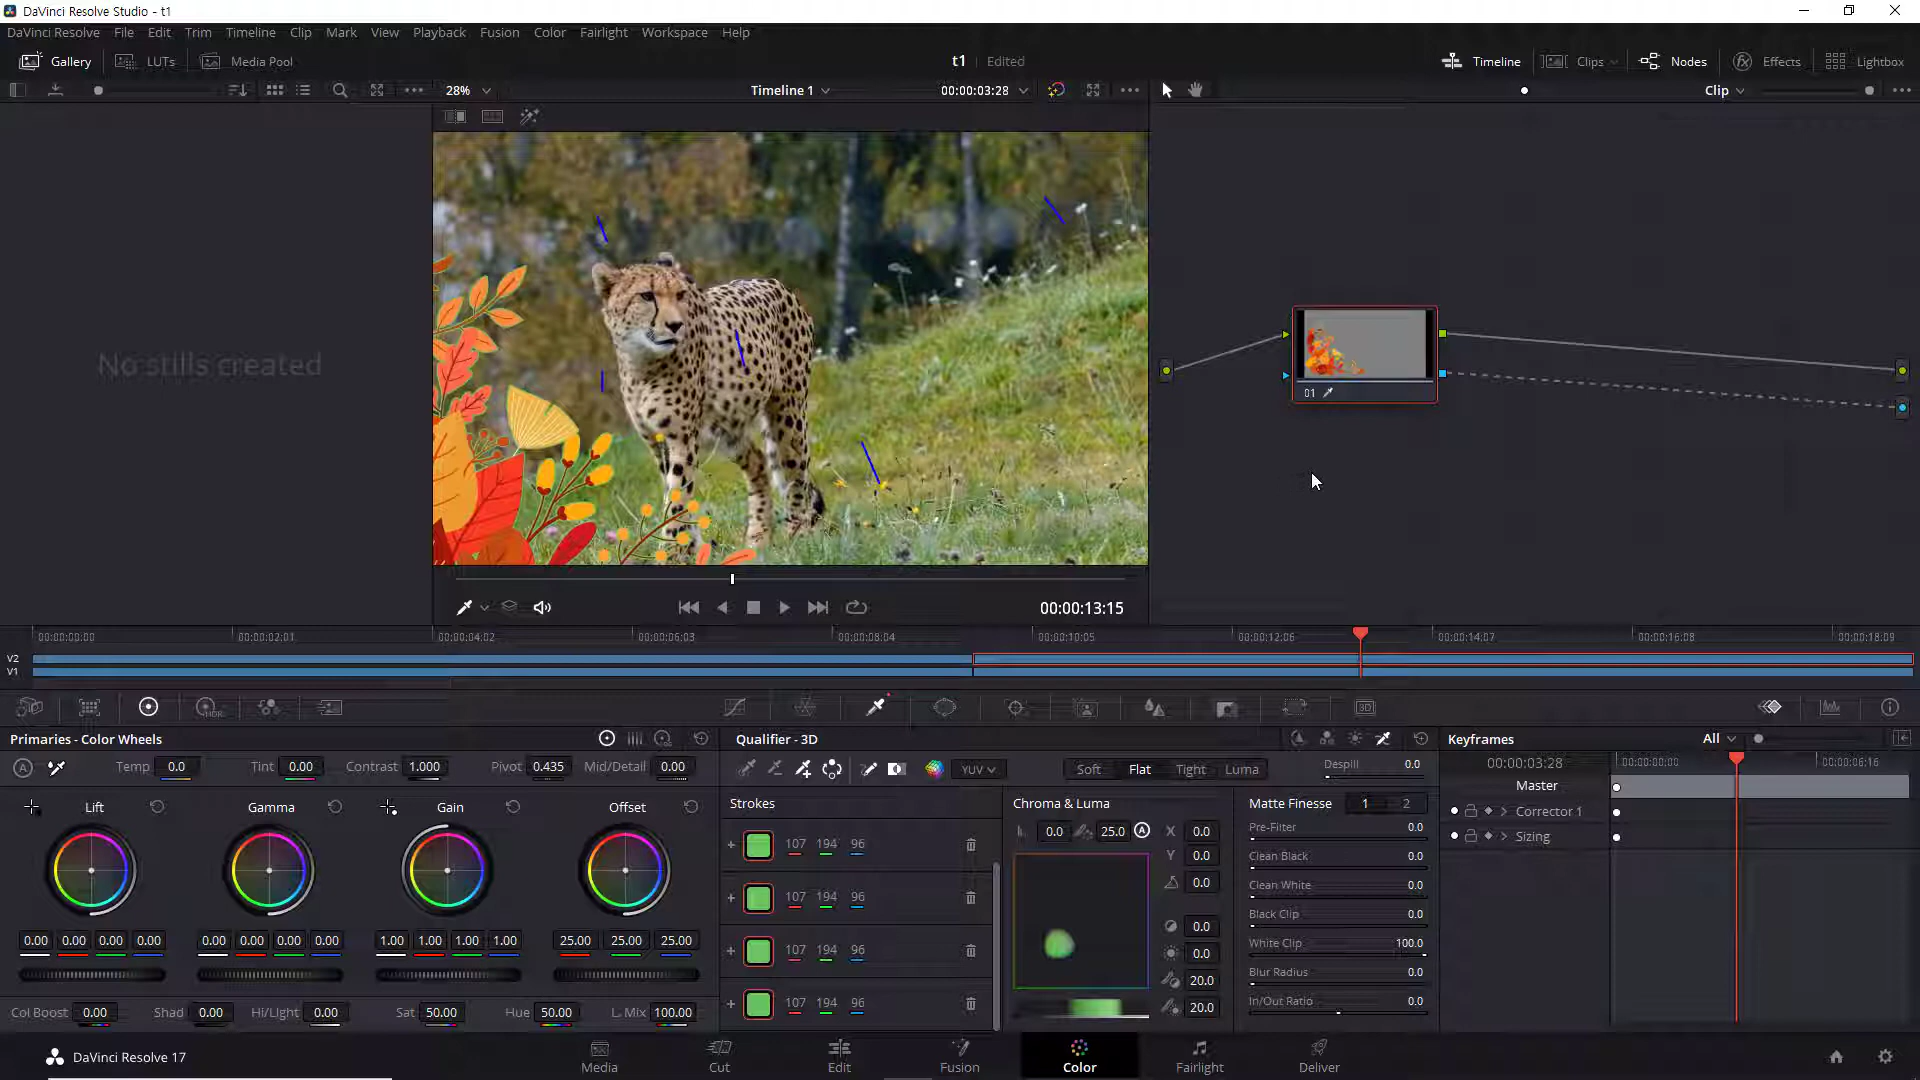 DaVinci Resolve Studio - t1
DaVinci Resolve File Edit Trim Timeline Clip Mark View Playback Fusion Color Fairlight Workspace Help
Gallery LUTs Media Pool t1 Edited Timeline Clips Nodes Effects Lightbox
28% Timeline 1 00:00:03:28 Clip
No stills created
01
00:00:13:15
00:00:00:00 00:00:02:01 00:00:04:02 00:00:06:03 00:00:08:04 00:00:10:05 00:00:12:06 00:00:14:07 00:00:16:08 00:00:18:09
V2
V1
HDR 3D
Primaries - Color Wheels Qualifier - 3D Keyframes All
A Temp 0.0 Tint 0.00 Contrast 1.000 Pivot 0.435 Mid/Detail 0.00 YUV Soft Flat Tight Luma Despill 0.0 00:00:03:28 00:00:00:00 00:00:06:16
Master
Lift Gamma Gain Offset Strokes Chroma & Luma Matte Finesse 1 2
Corrector 1
Sizing
107 194 96
107 194 96
107 194 96
107 194 96
0.0 25.0 A X 0.0
Y 0.0
0.0
0.0
0.0
20.0
20.0
Pre-Filter 0.0
Clean Black 0.0
Clean White 0.0
Black Clip 0.0
White Clip 100.0
Blur Radius 0.0
In/Out Ratio 0.0
0.00 0.00 0.00 0.00 0.00 0.00 0.00 0.00 1.00 1.00 1.00 1.00 25.00 25.00 25.00
Col Boost 0.00 Shad 0.00 Hi/Light 0.00 Sat 50.00 Hue 50.00 L. Mix 100.00
DaVinci Resolve 17 Media Cut Edit Fusion Color Fairlight Deliver